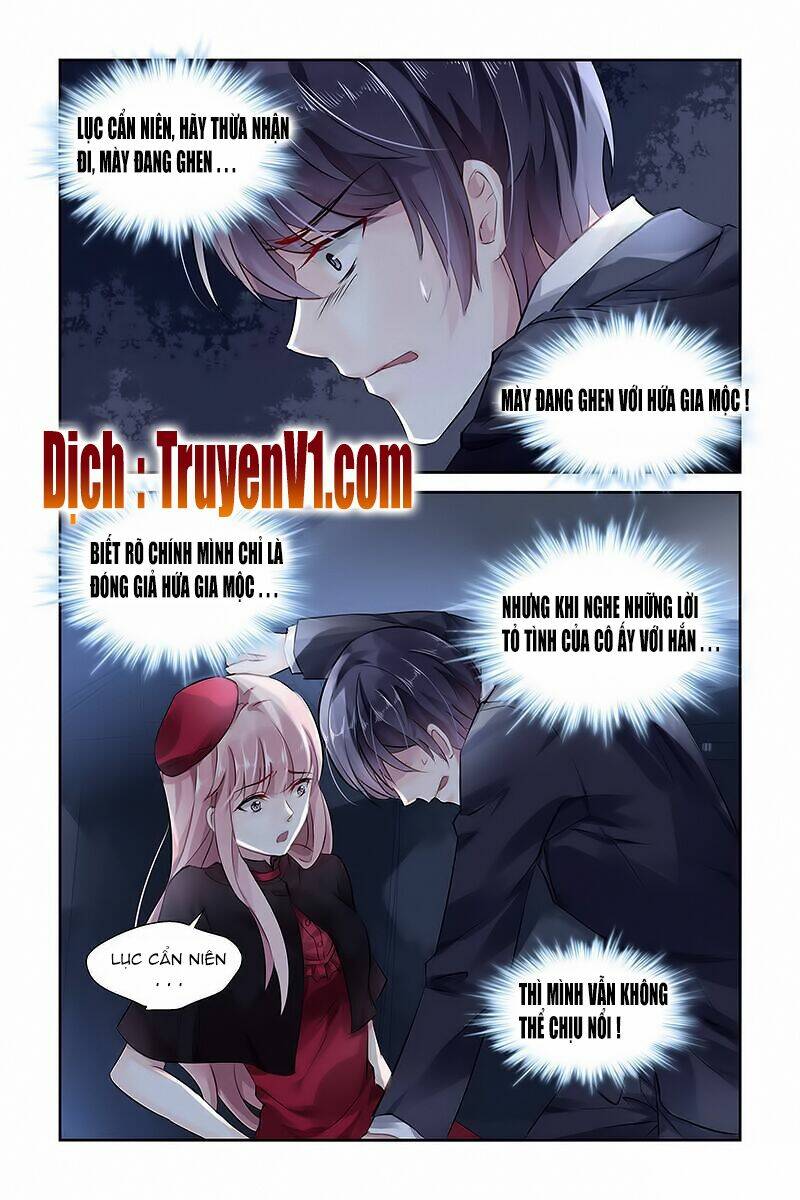 LỤC CẨN NIÊN, HÃY THỪA NHẬN
ĐI, MÀY ĐANG GHEN . . .
MÀY ĐANG GHEN VỚI HỨA GIA MỘC !
Dịch : TruyenV1.com
BIẾT RÕ CHÍNH MÌNH CHỈ LÀ
ĐÓNG GIẢ HỨA GIA MỘC . . .
NHƯNG KHI NGHE NHỮNG LỜI
TỎ TÌNH CỦA CÔ ẤY VỚI HẮN . . .
LỤC CẨN NIÊN
. . .
THÌ MÌNH VẪN KHÔNG
THỂ CHỊU NỔI !